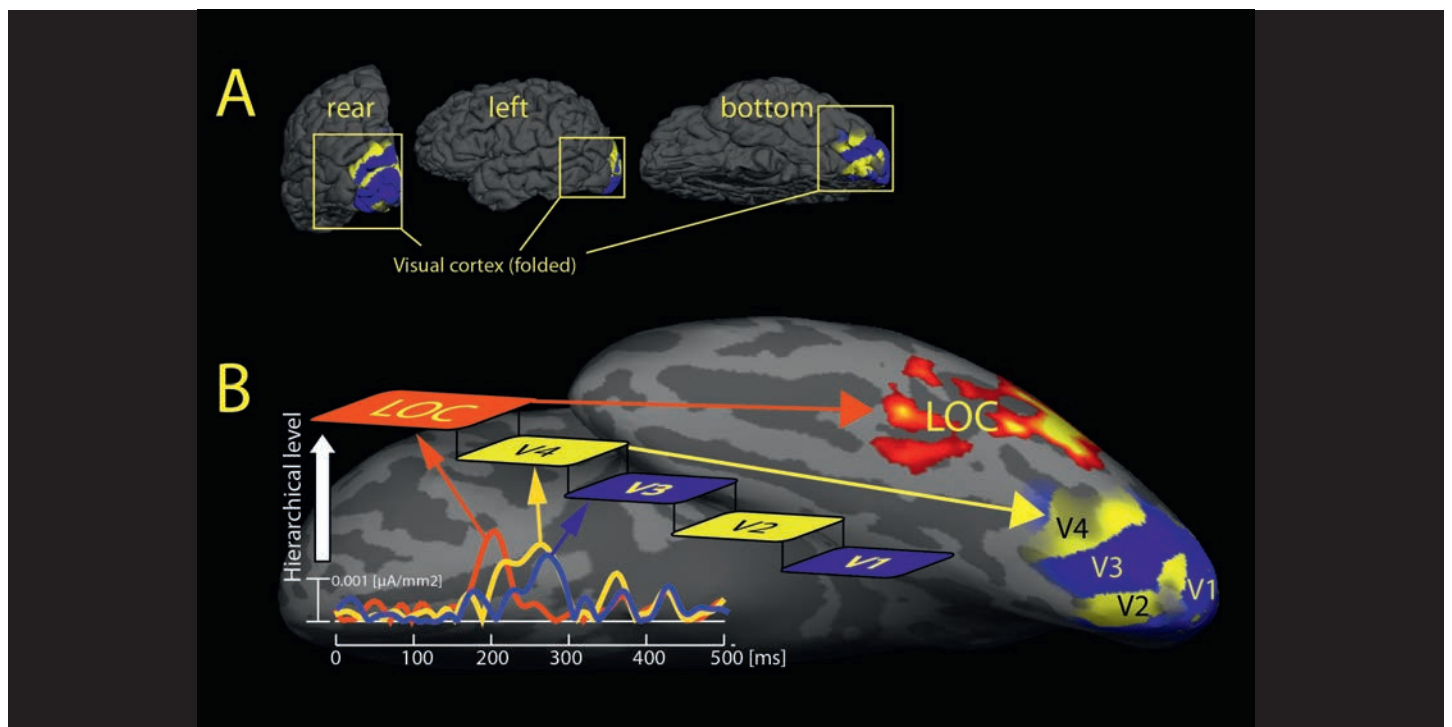 A
rear
left
bottom
Visual cortex (folded)
B
LOC
V4
V3
V2
V1
LOC
V4
V3
V2
V1
Hierarchical level
0.001 [µA/mm2]
0 100 200 300 400 500 [ms]